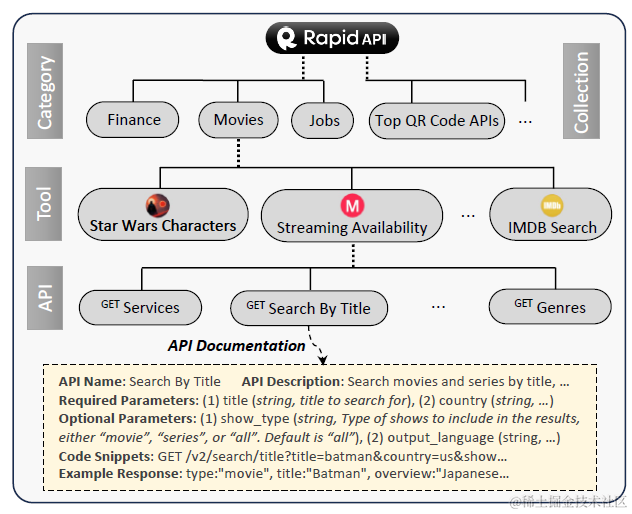 Rapid API
Category
Collection
Finance
Movies
Jobs
Top QR Code APIs
...
Tool
Star Wars Characters
M
Streaming Availability
...
IMDb
IMDB Search
API
GET Services
GET Search By Title
...
GET Genres
API Documentation
API Name: Search By Title API Description: Search movies and series by title, ...
Required Parameters: (1) title (string, title to search for), (2) country (string, ...)
Optional Parameters: (1) show_type (string, Type of shows to include in the results,
either “movie”, “series”, or “all”. Default is “all”), (2) output_language (string, ...)
Code Snippets: GET /v2/search/title?title=batman&country=us&show...
Example Response: type:"movie", title:"Batman", overview:"Japanese...
@稀土掘金技术社区